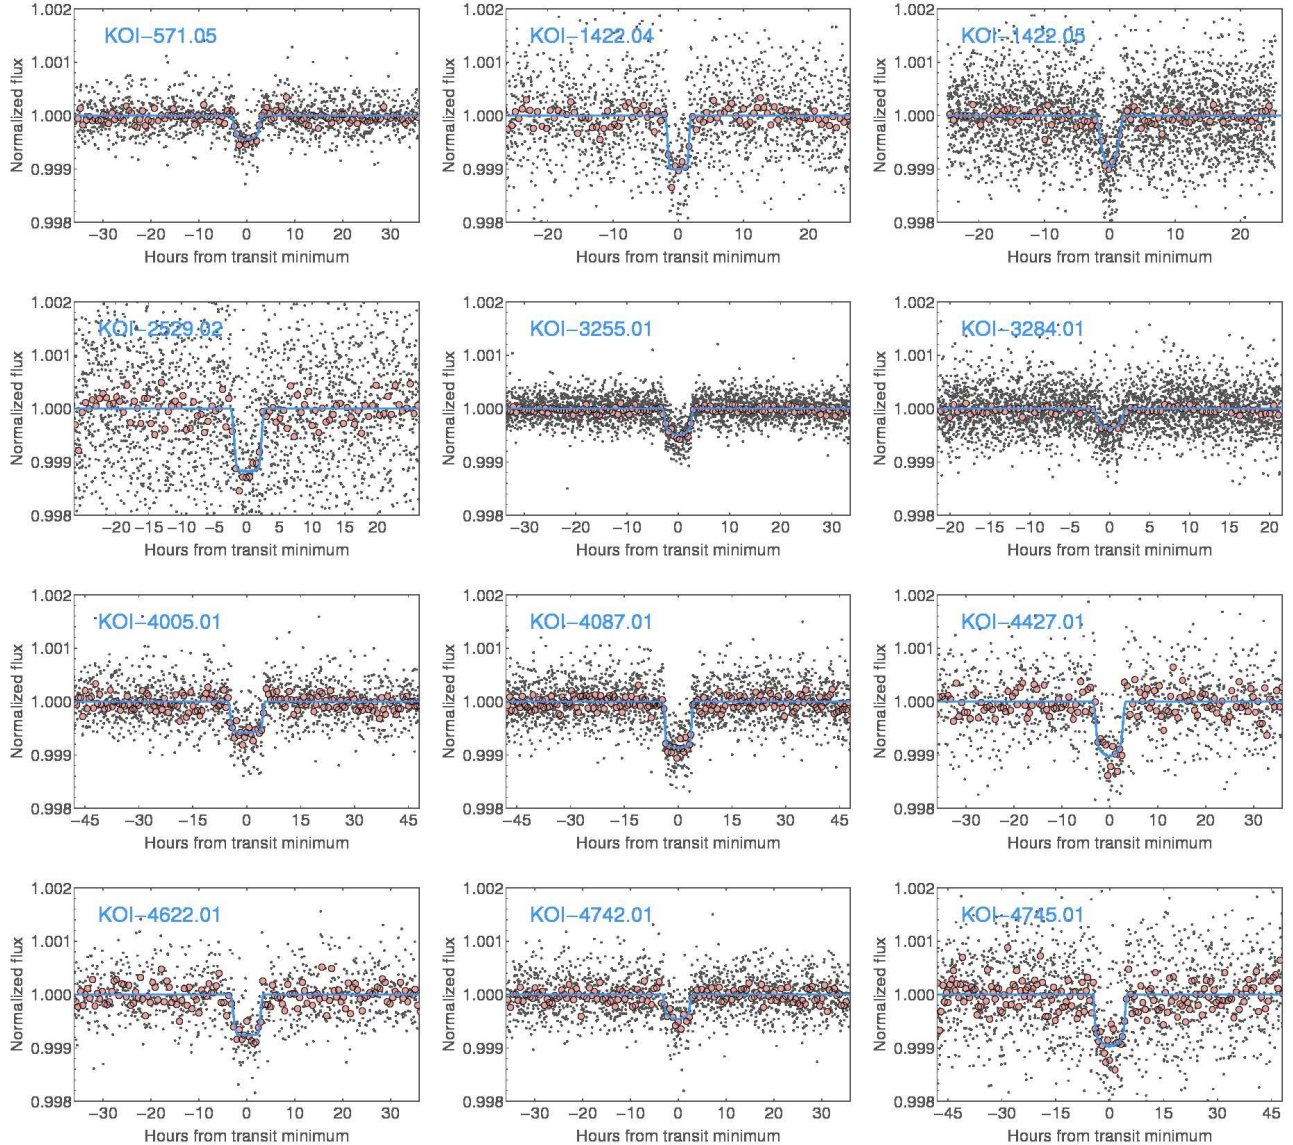 KOI-571.05
Normalized flux
1.002
1.001
1.000
0.999
0.998
-30 -20 -10 0 10 20 30
Hours from transit minimum
KOI-1422.04
Normalized flux
1.002
1.001
1.000
0.999
0.998
-20 -10 0 10 20
Hours from transit minimum
KOI-1422.05
Normalized flux
1.002
1.001
1.000
0.999
0.998
-20 -10 0 10 20
Hours from transit minimum
KOI-2529.02
Normalized flux
1.002
1.001
1.000
0.999
0.998
-20 -15 -10 -5 0 5 10 15 20
Hours from transit minimum
KOI-3255.01
Normalized flux
1.002
1.001
1.000
0.999
0.998
-30 -20 -10 0 10 20 30
Hours from transit minimum
KOI-3284.01
Normalized flux
1.002
1.001
1.000
0.999
0.998
-20 -15 -10 -5 0 5 10 15 20
Hours from transit minimum
KOI-4005.01
Normalized flux
1.002
1.001
1.000
0.999
0.998
-45 -30 -15 0 15 30 45
Hours from transit minimum
KOI-4087.01
Normalized flux
1.002
1.001
1.000
0.999
0.998
-45 -30 -15 0 15 30 45
Hours from transit minimum
KOI-4427.01
Normalized flux
1.002
1.001
1.000
0.999
0.998
-30 -20 -10 0 10 20 30
Hours from transit minimum
KOI-4622.01
Normalized flux
1.002
1.001
1.000
0.999
0.998
-30 -20 -10 0 10 20 30
Hours from transit minimum
KOI-4742.01
Normalized flux
1.002
1.001
1.000
0.999
0.998
-30 -20 -10 0 10 20 30
Hours from transit minimum
KOI-4745.01
Normalized flux
1.002
1.001
1.000
0.999
0.998
-45 -30 -15 0 15 30 45
Hours from transit minimum